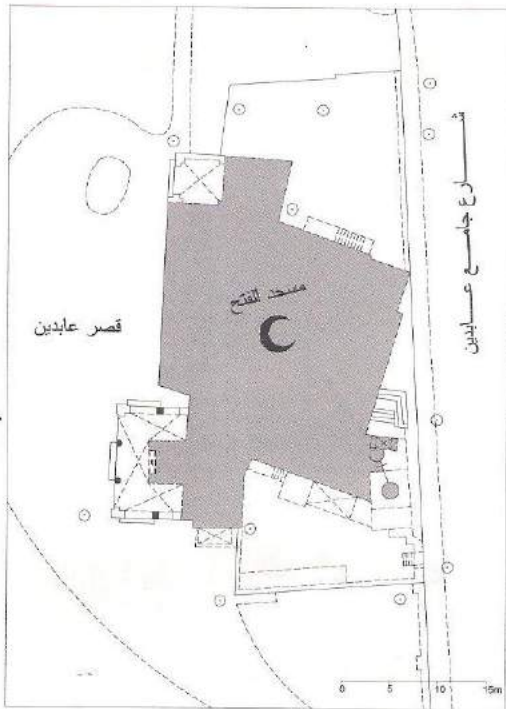 شارع جامع عابدين
مسجد الفتح
قصر عابدين
0 5 10 15m